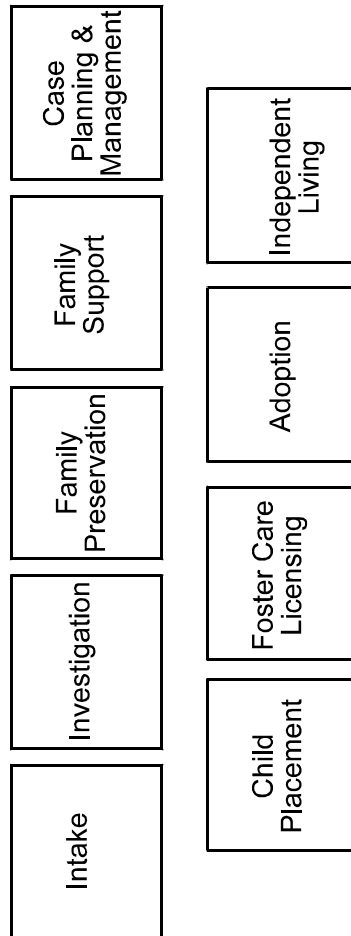 Intake
Investigation
Family
Preservation
Family
Support
Case
Planning &
Management
Child
Placement
Foster Care
Licensing
Adoption
Independent
Living